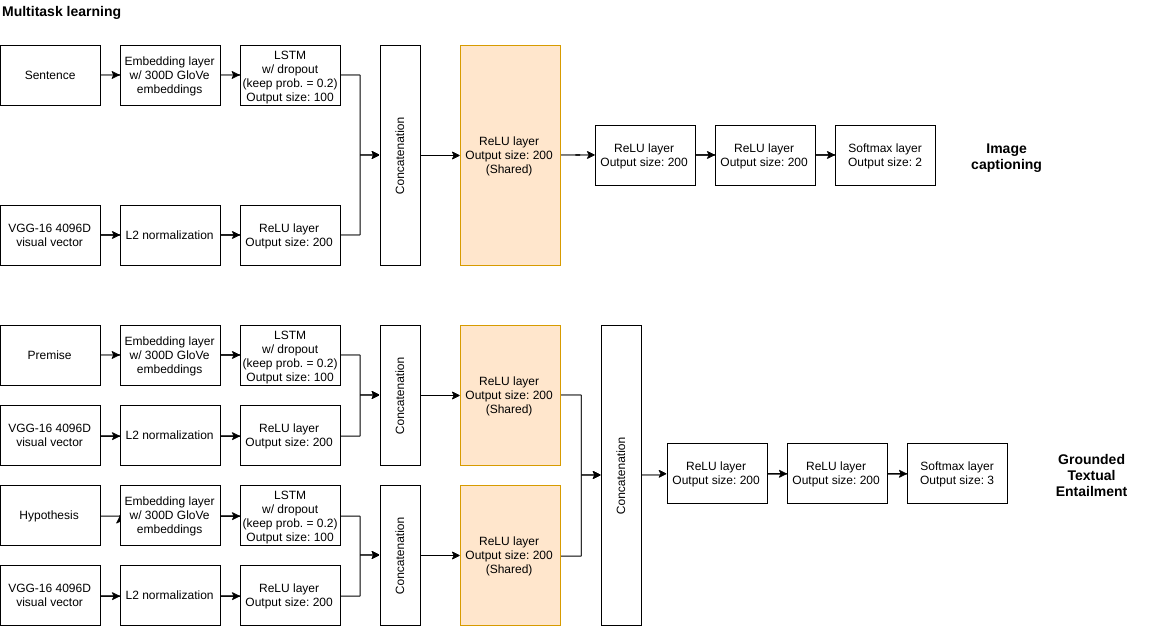 Multitask learning
Sentence
Embedding layer
w/ 300D GloVe
embeddings
LSTM
w/ dropout
(keep prob. = 0.2)
Output size: 100
VGG-16 4096D
visual vector
L2 normalization
ReLU layer
Output size: 200
Concatenation
ReLU layer
Output size: 200
(Shared)
ReLU layer
Output size: 200
ReLU layer
Output size: 200
Softmax layer
Output size: 2
Image
captioning
Premise
Embedding layer
w/ 300D GloVe
embeddings
LSTM
w/ dropout
(keep prob. = 0.2)
Output size: 100
VGG-16 4096D
visual vector
L2 normalization
ReLU layer
Output size: 200
Concatenation
ReLU layer
Output size: 200
(Shared)
Hypothesis
Embedding layer
w/ 300D GloVe
embeddings
LSTM
w/ dropout
(keep prob. = 0.2)
Output size: 100
VGG-16 4096D
visual vector
L2 normalization
ReLU layer
Output size: 200
Concatenation
ReLU layer
Output size: 200
(Shared)
Concatenation
ReLU layer
Output size: 200
ReLU layer
Output size: 200
Softmax layer
Output size: 3
Grounded
Textual
Entailment